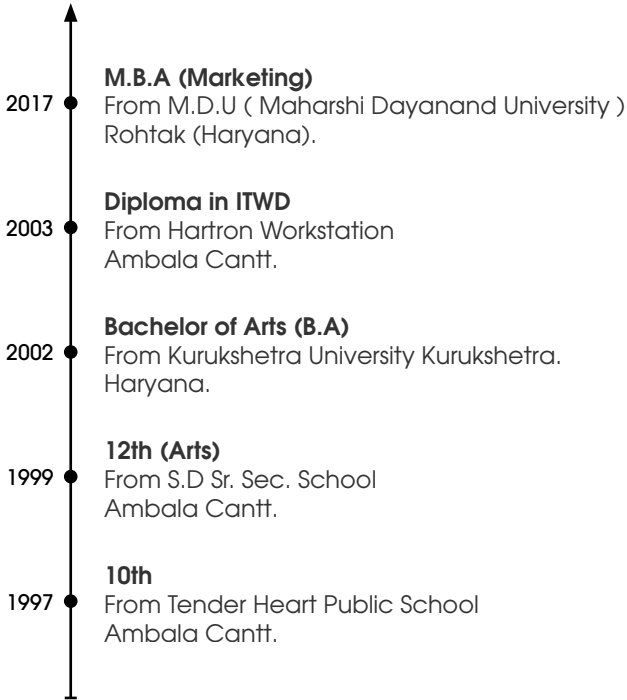 M.B.A (Marketing)
2017
From M.D.U ( Maharshi Dayanand University )
Rohtak (Haryana).
Diploma in ITWD
2003
From Hartron Workstation
Ambala Cantt.
Bachelor of Arts (B.A)
2002
From Kurukshetra University Kurukshetra.
Haryana.
12th (Arts)
1999
From S.D Sr. Sec. School
Ambala Cantt.
10th
1997
From Tender Heart Public School
Ambala Cantt.